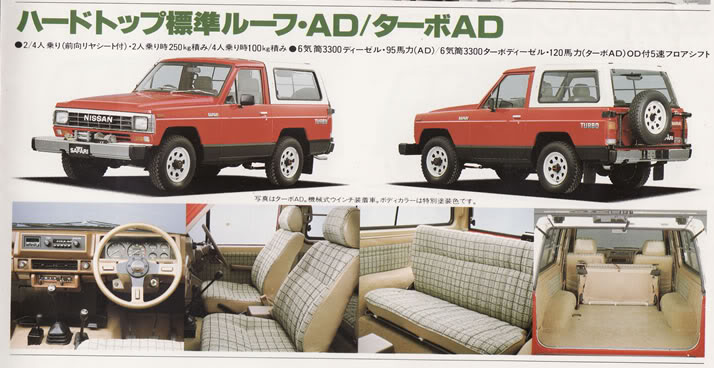 ハードトップ標準ルーフ・AD/ターボAD
●2/4人乗り(前向リヤシート付)・2人乗り時250kg積み/4人乗り時100kg積み ●6気筒3300ディーゼル・95馬力(AD)/6気筒3300ターボディーゼル・120馬力(ターボAD)OD付5速フロアシフト
NISSAN
SAFARI
TURBO
SAFARI
TURBO
写真はターボAD。機械式ウインチ装着車。ボディカラーは特別塗装色です。